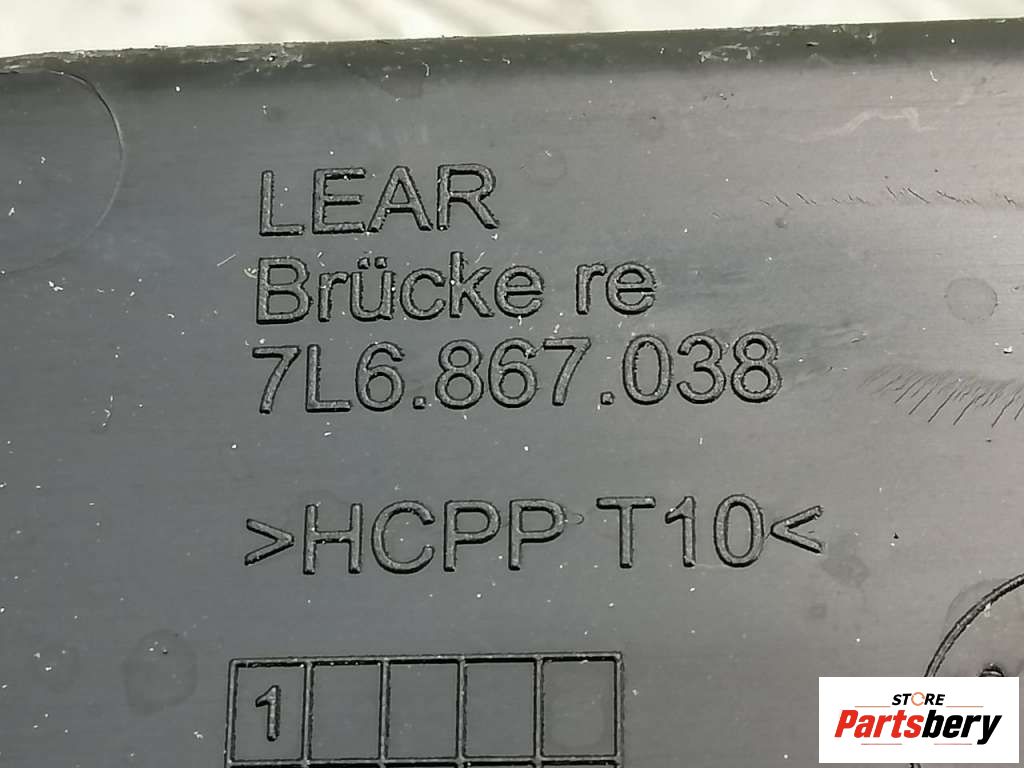 LEAR
Brücke re
7L6.867.038
>HCPP T10<
1
STORE
Partsbery